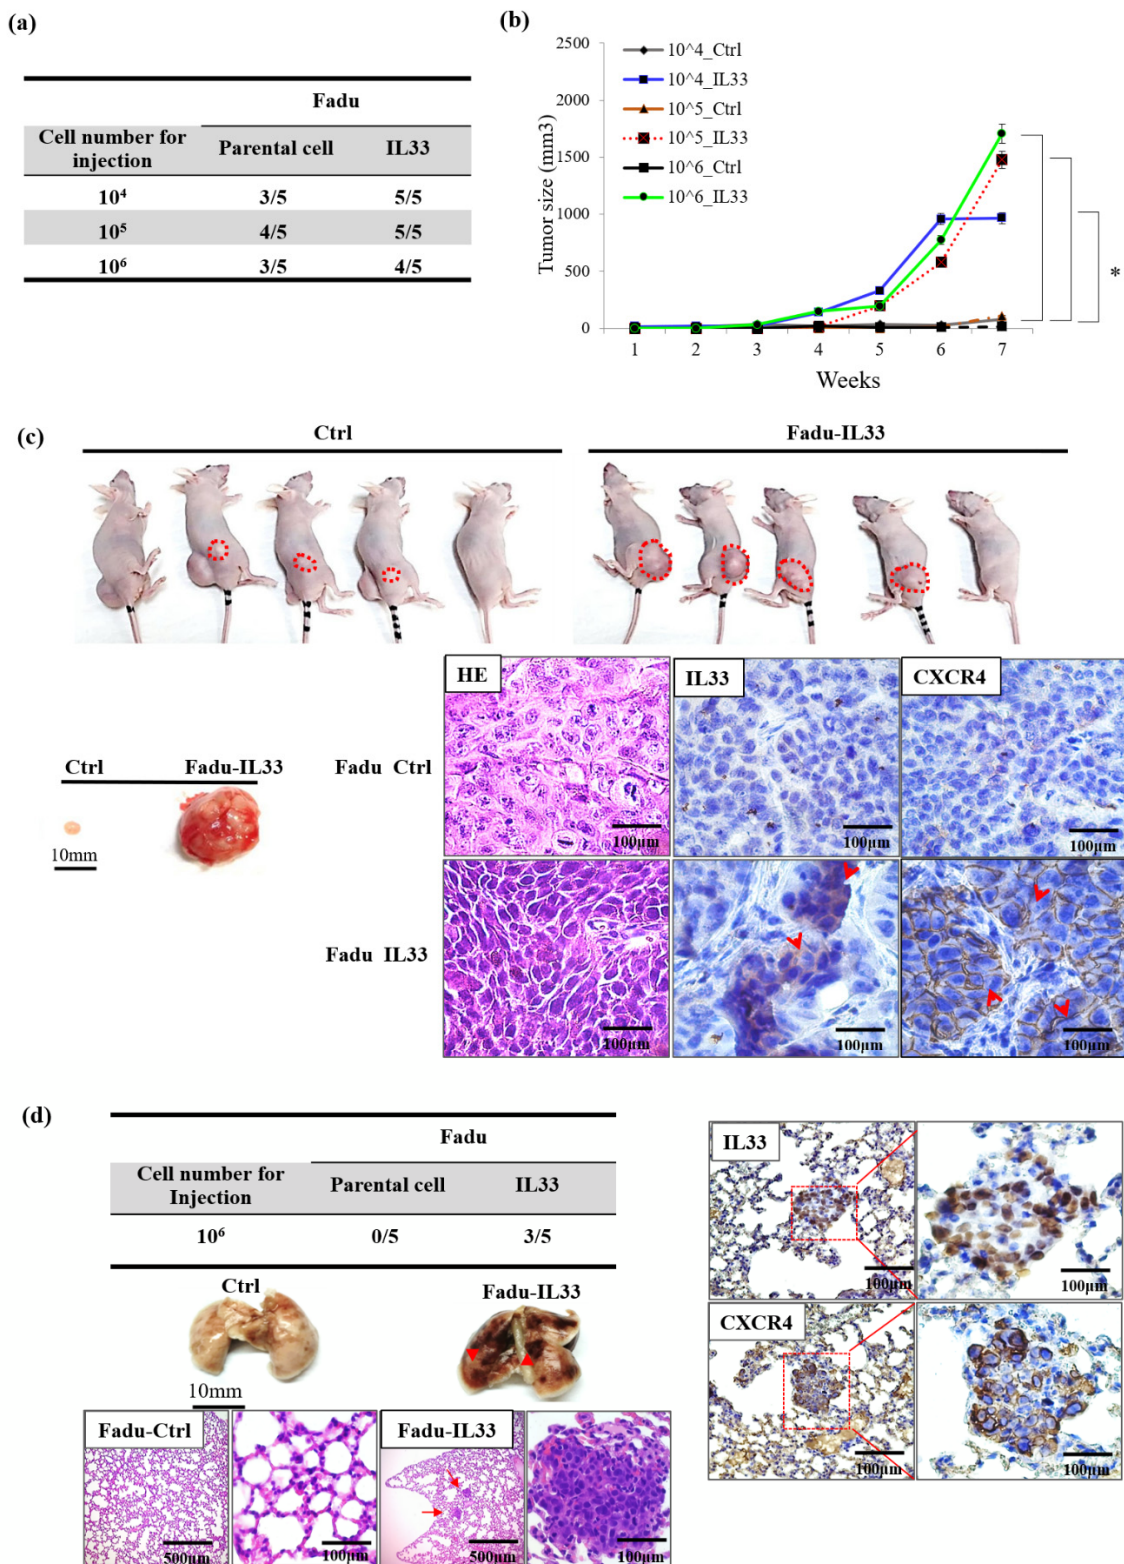 (a)
Fadu
Cell number for injection Parental cell IL33
10⁴ 3/5 5/5
10⁵ 4/5 5/5
10⁶ 3/5 4/5
(b)
2500
2000
1500
1000
500
0
Tumor size (mm3)
10^4_Ctrl
10^4_IL33
10^5_Ctrl
10^5_IL33
10^6_Ctrl
10^6_IL33
*
1 2 3 4 5 6 7
Weeks
(c)
Ctrl Fadu-IL33
HE IL33 CXCR4
Ctrl Fadu-IL33
10mm
Fadu Ctrl
100μm 100μm 100μm
Fadu IL33
100μm 100μm 100μm
(d)
Fadu
Cell number for Injection Parental cell IL33
10⁶ 0/5 3/5
Ctrl Fadu-IL33
10mm
Fadu-Ctrl Fadu-IL33
500μm 100μm 500μm 100μm
IL33
100μm 100μm
CXCR4
100μm 100μm